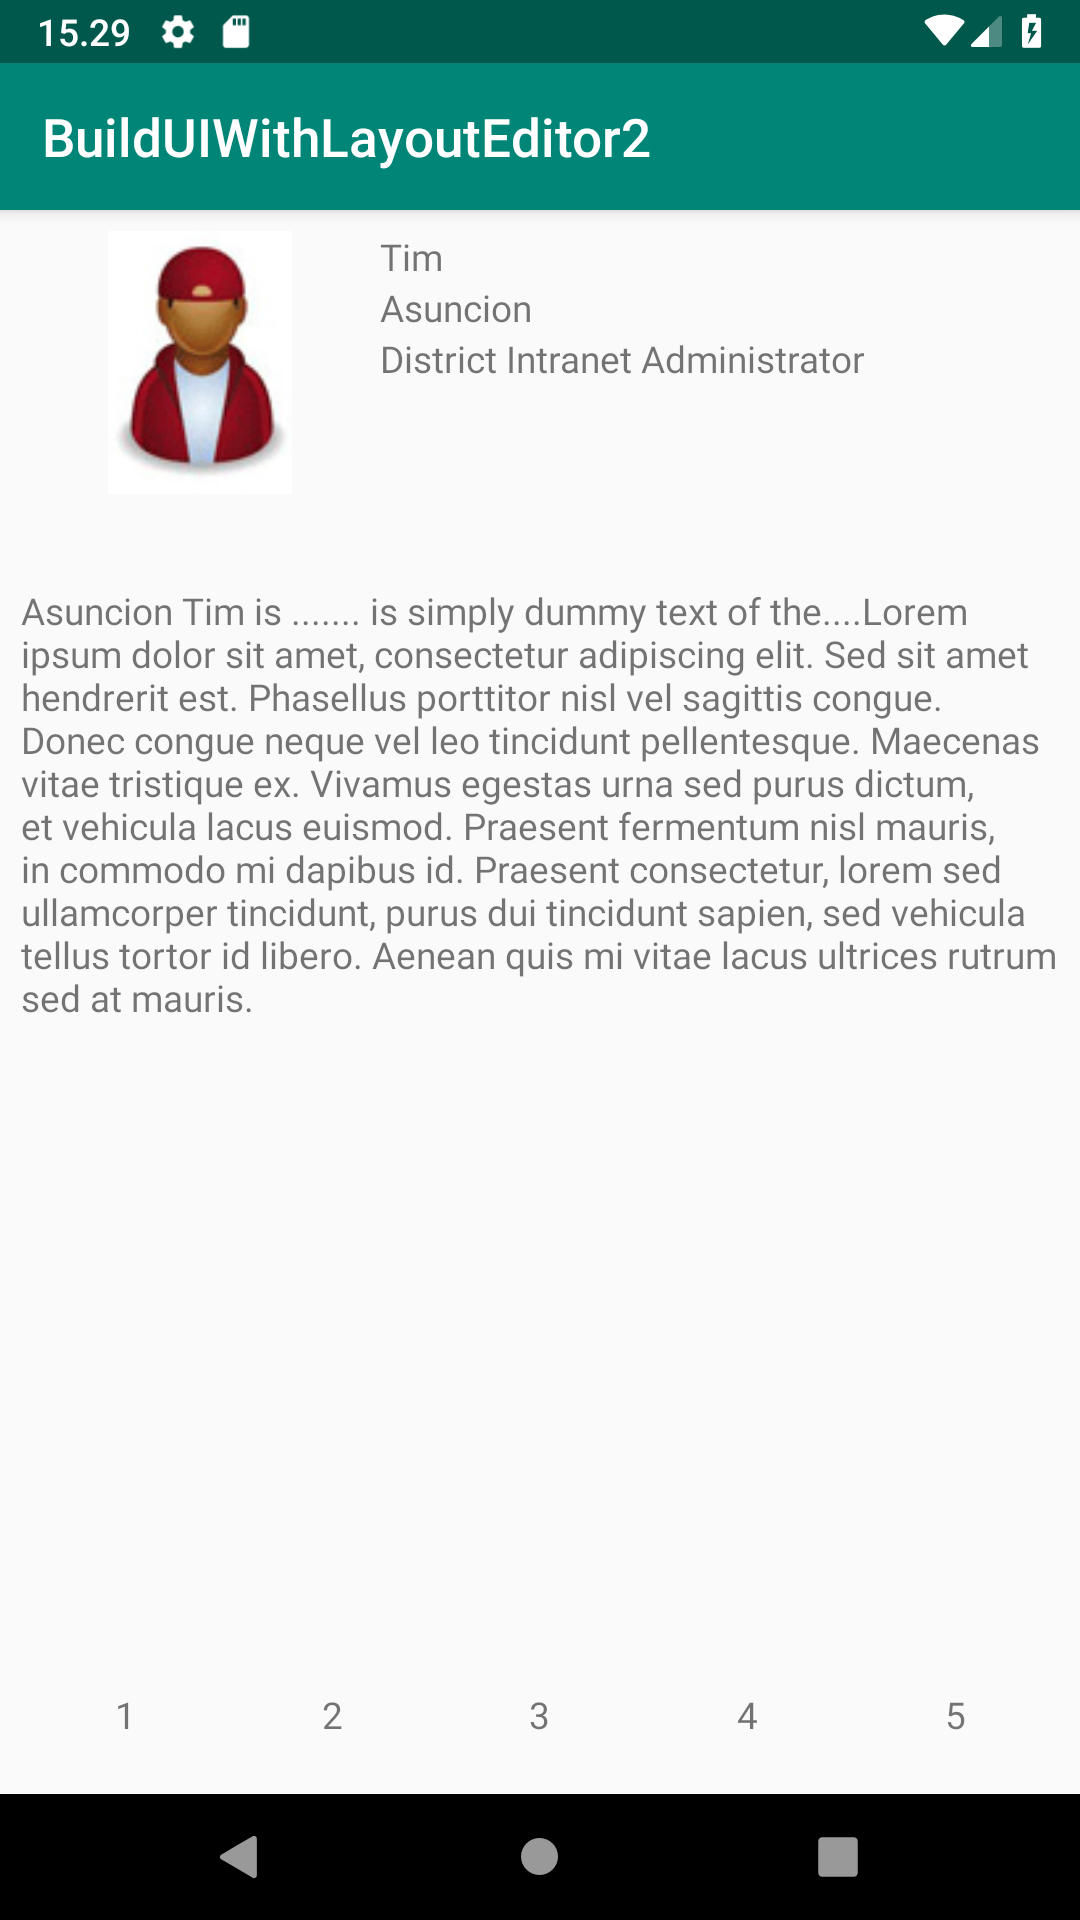 15.29
BuildUIWithLayoutEditor2
Tim
Asuncion
District Intranet Administrator
Asuncion Tim is ....... is simply dummy text of the....Lorem
ipsum dolor sit amet, consectetur adipiscing elit. Sed sit amet
hendrerit est. Phasellus porttitor nisl vel sagittis congue.
Donec congue neque vel leo tincidunt pellentesque. Maecenas
vitae tristique ex. Vivamus egestas urna sed purus dictum,
et vehicula lacus euismod. Praesent fermentum nisl mauris,
in commodo mi dapibus id. Praesent consectetur, lorem sed
ullamcorper tincidunt, purus dui tincidunt sapien, sed vehicula
tellus tortor id libero. Aenean quis mi vitae lacus ultrices rutrum
sed at mauris.
1 2 3 4 5